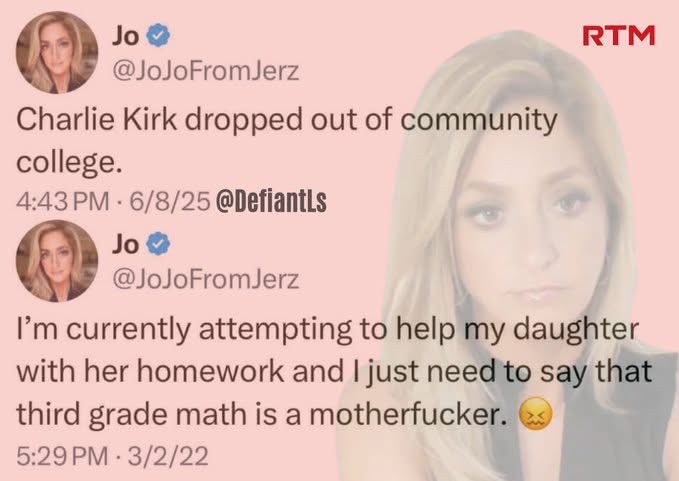 RTM
Jo
@JoJoFromJerz
Charlie Kirk dropped out of community
college.
4:43 PM · 6/8/25 @DefiantLs
Jo
@JoJoFromJerz
I'm currently attempting to help my daughter
with her homework and I just need to say that
third grade math is a motherfucker. 😖
5:29 PM · 3/2/22